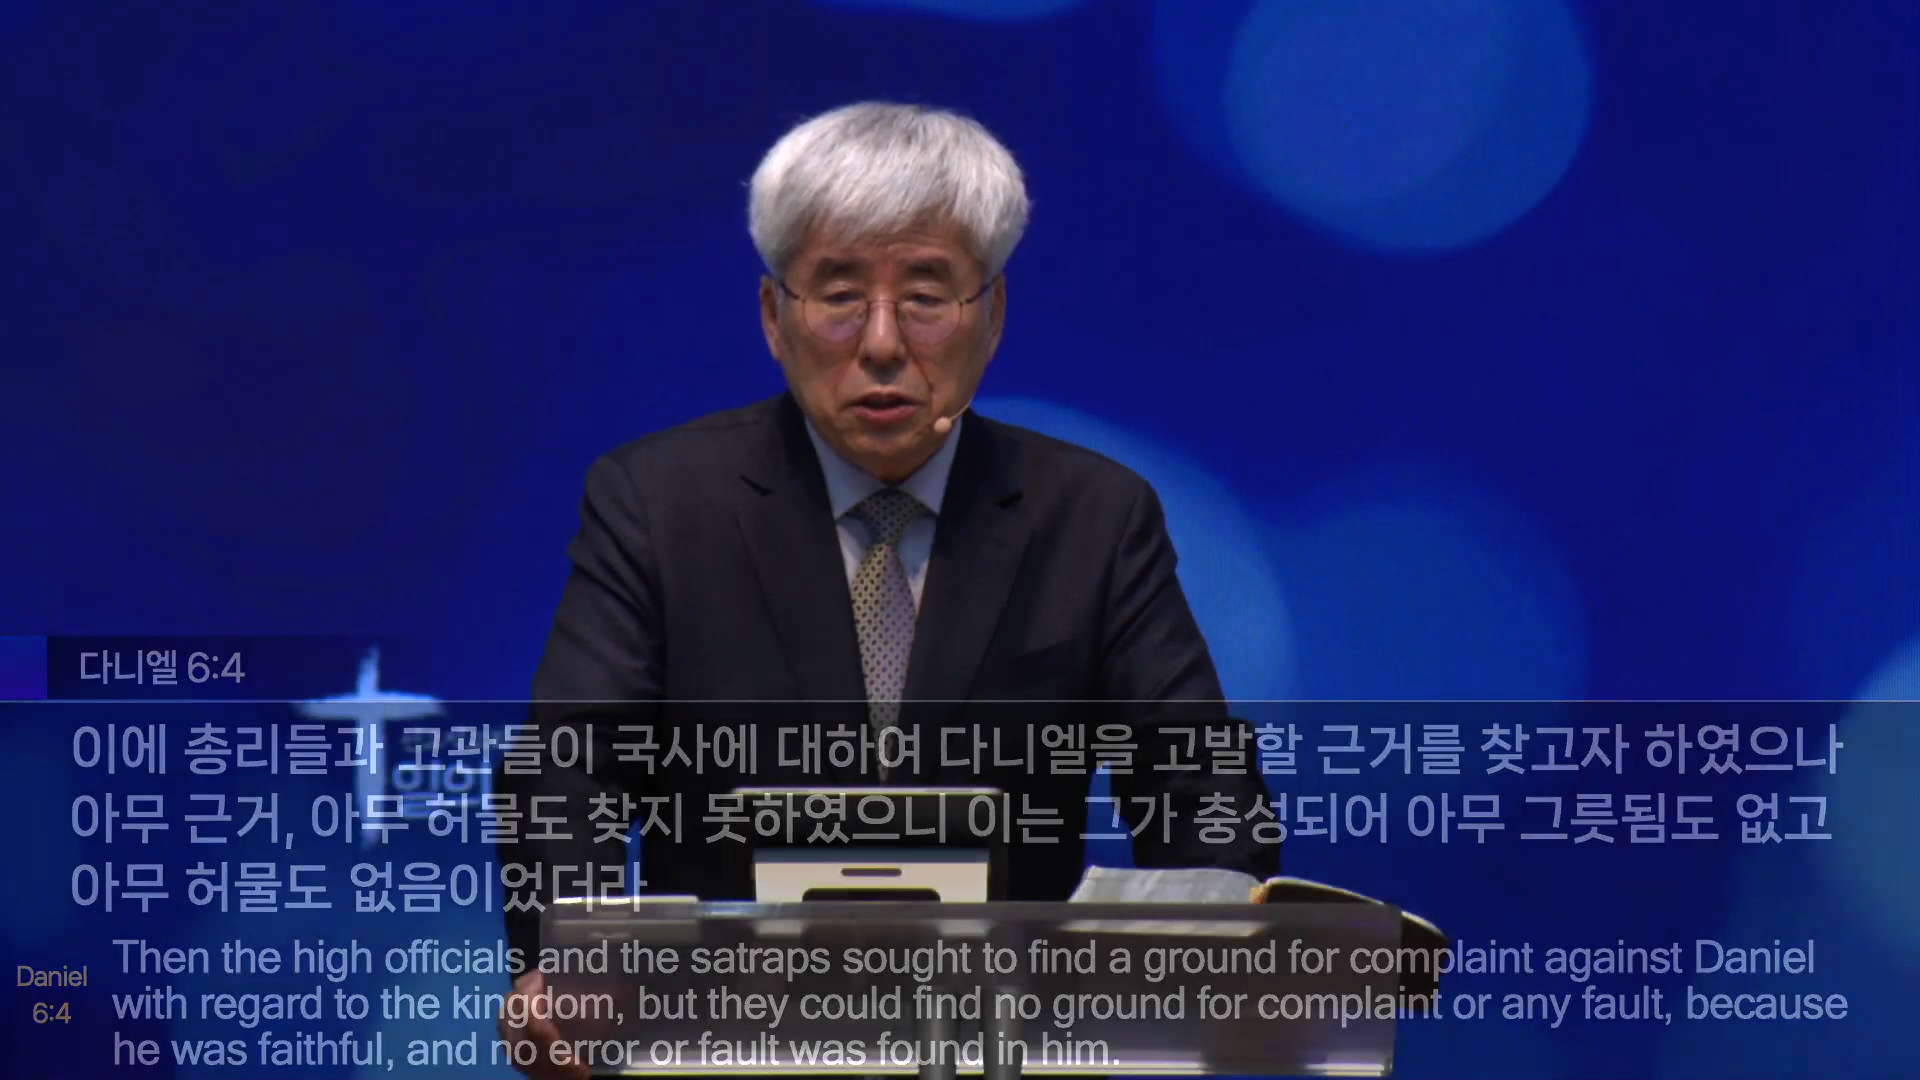 다니엘 6:4
이에 총리들과 고관들이 국사에 대하여 다니엘을 고발할 근거를 찾고자 하였으나
아무 근거, 아무 허물도 찾지 못하였으니 이는 그가 충성되어 아무 그릇됨도 없고
아무 허물도 없음이었더라
Daniel
6:4
Then the high officials and the satraps sought to find a ground for complaint against Daniel
with regard to the kingdom, but they could find no ground for complaint or any fault, because
he was faithful, and no error or fault was found in him.